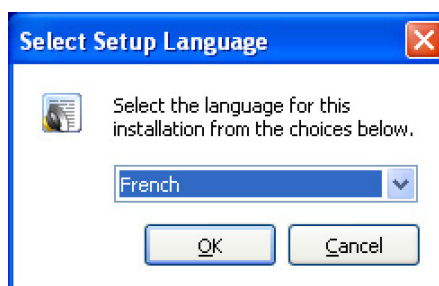 Select Setup Language
Select the language for this
installation from the choices below.
French
OK
Cancel